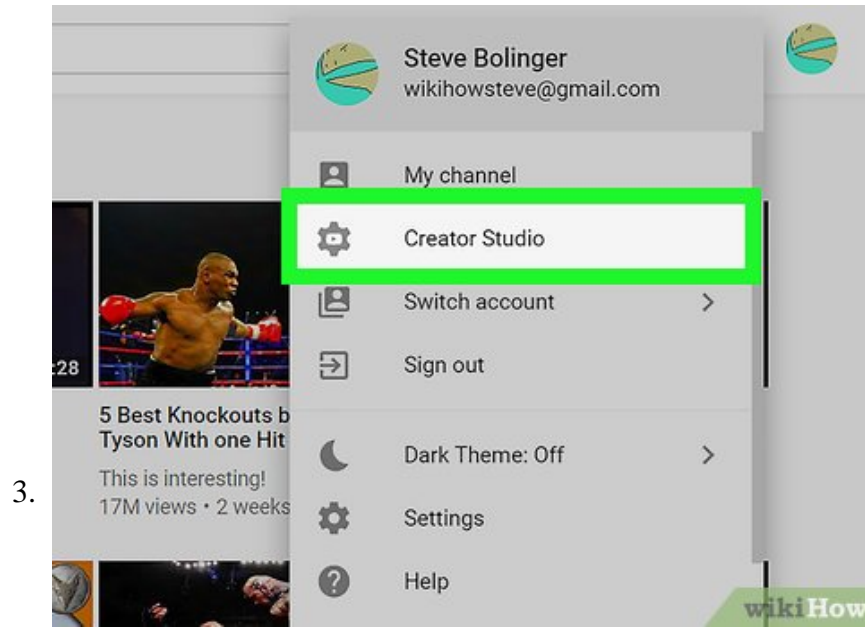 Steve Bolinger
wikihowsteve@gmail.com
My channel
Creator Studio
Switch account
Sign out
:28
5 Best Knockouts b
Tyson With one Hit
This is interesting!
17M views • 2 weeks
Dark Theme: Off
Settings
Help
3.
wikiHow